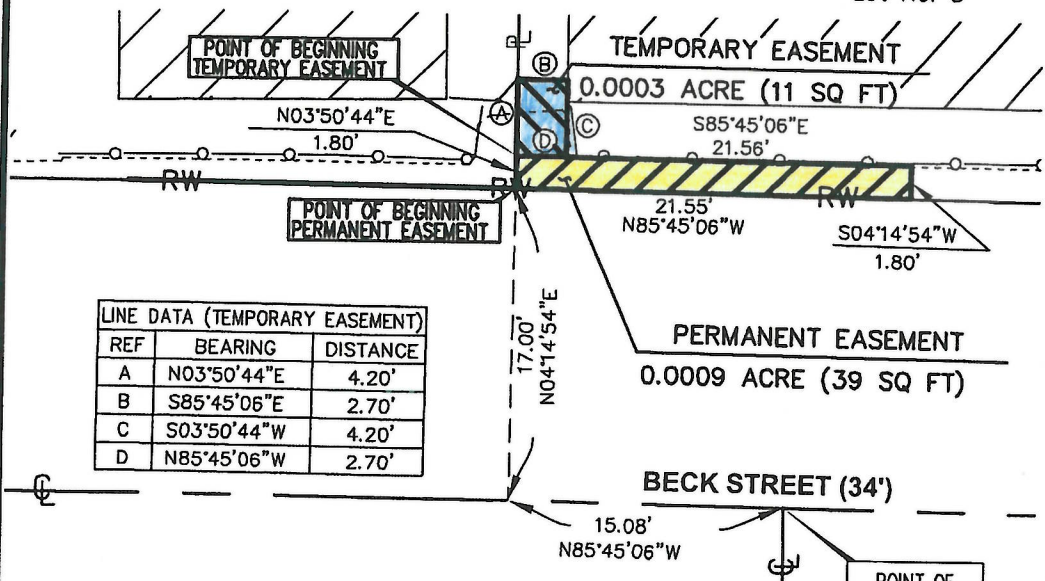 POINT OF BEGINNING
TEMPORARY EASEMENT
TEMPORARY EASEMENT
0.0003 ACRE (11 SQ FT)
B
A
C
D
N03°50'44"E
1.80'
S85°45'06"E
21.56'
RW
RW
RW
POINT OF BEGINNING
PERMANENT EASEMENT
21.55'
N85°45'06"W
S04°14'54"W
1.80'
17.00'
N04°14'54"E
PERMANENT EASEMENT
0.0009 ACRE (39 SQ FT)
LINE DATA (TEMPORARY EASEMENT)
REF BEARING DISTANCE
A N03°50'44"E 4.20'
B S85°45'06"E 2.70'
C S03°50'44"W 4.20'
D N85°45'06"W 2.70'
BECK STREET (34')
15.08'
N85°45'06"W
POINT OF